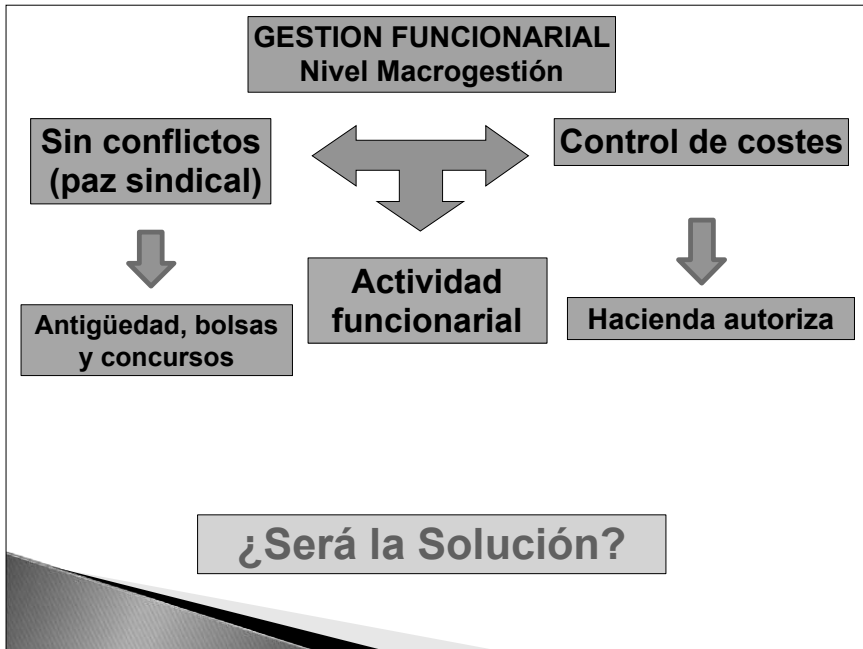 GESTION FUNCIONARIAL
Nivel Macrogestión
Sin conflictos
(paz sindical)
Control de costes
Actividad
funcionarial
Antigüedad, bolsas
y concursos
Hacienda autoriza
¿Será la Solución?